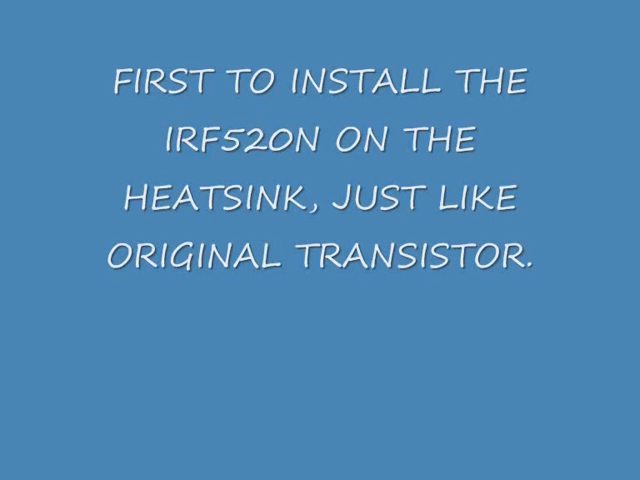 FIRST TO INSTALL THE
IRF520N ON THE
HEATSINK, JUST LIKE
ORIGINAL TRANSISTOR.